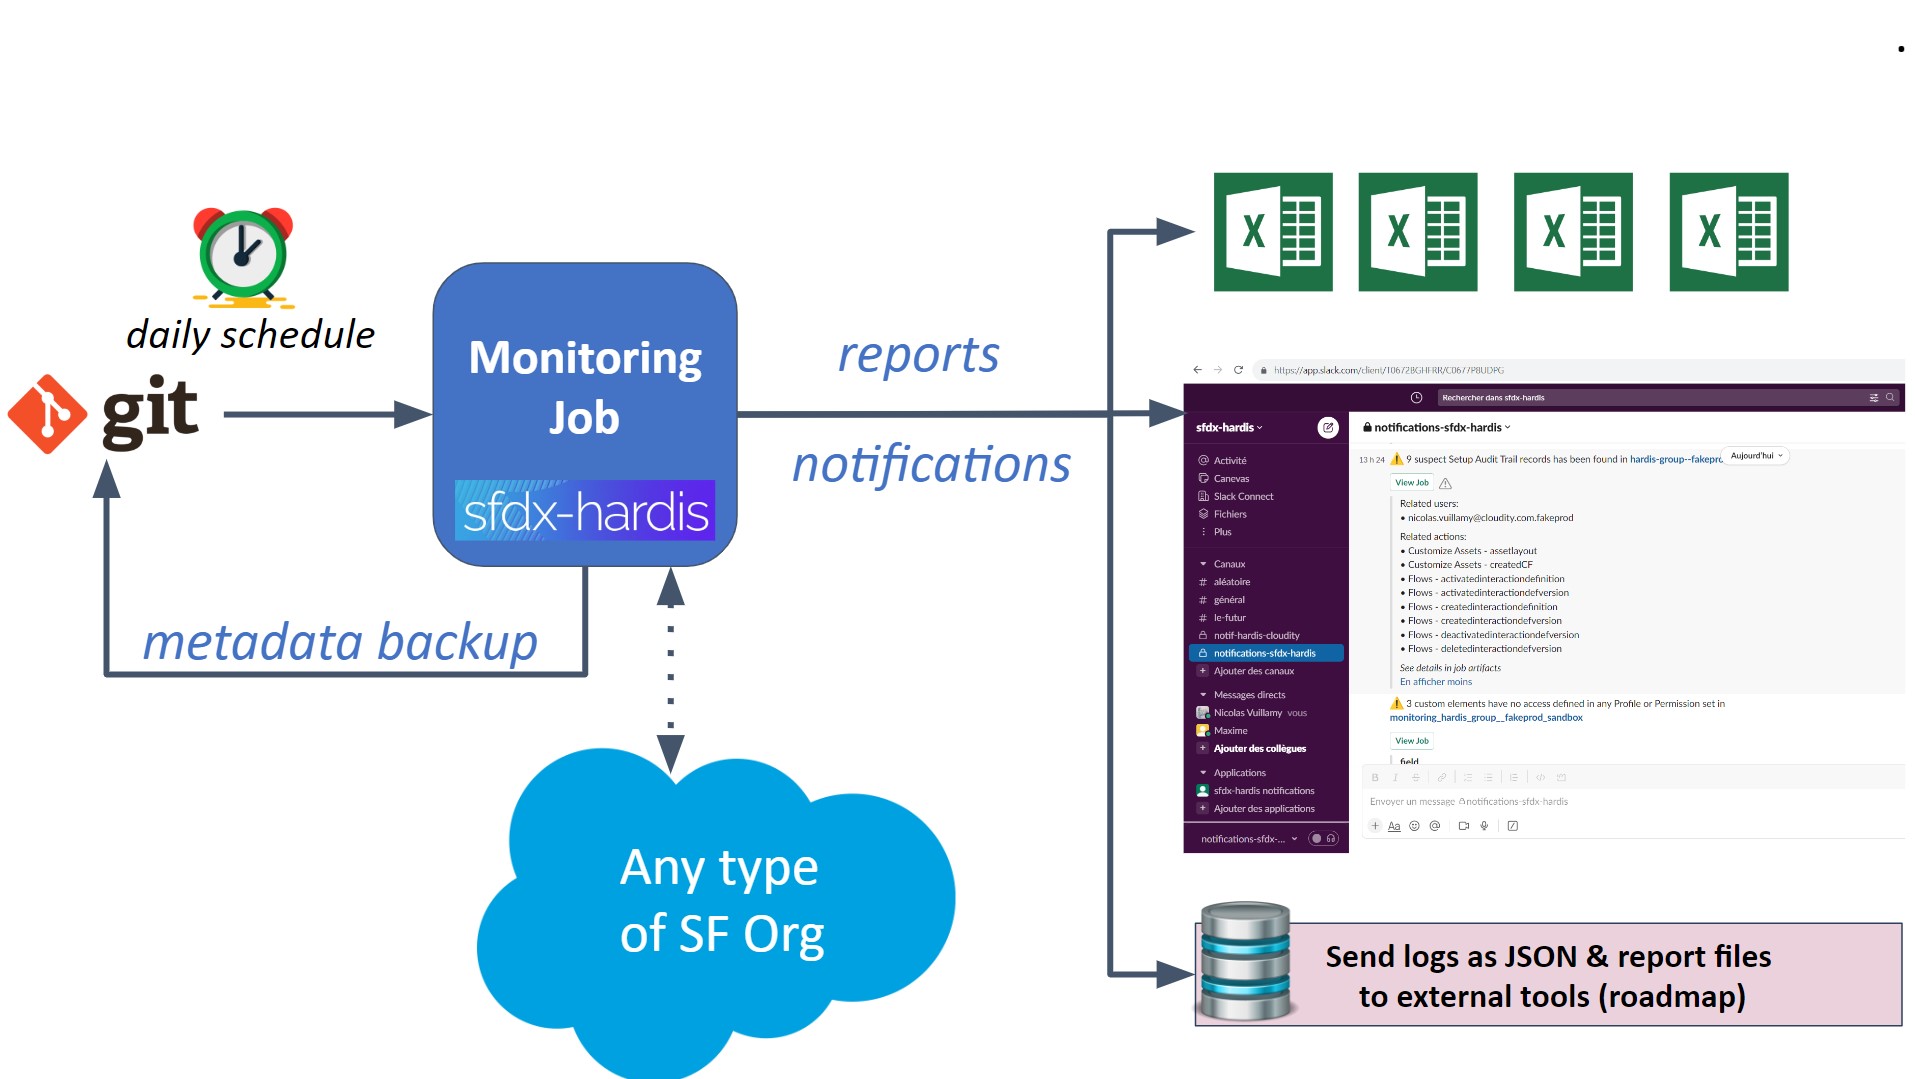 daily schedule
git
Monitoring
Job
sfdx-hardis
reports
notifications
metadata backup
Any type
of SF Org
X
X
X
X
https://app.slack.com/client/T0672BGHFRR/C0677P8UDPG
Rechercher dans sfdx-hardis
sfdx-hardis
Activité
Canevas
Slack Connect
Fichiers
Plus
Canaux
# aléatoire
# général
# le-futur
notif-hardis-cloudity
notifications-sfdx-hardis
+ Ajouter des canaux
Messages directs
Nicolas Vuillamy vous
Maxime
+ Ajouter des collègues
Applications
sfdx-hardis notifications
+ Ajouter des applications
notifications-sfdx-...
notifications-sfdx-hardis
Aujourd'hui
13 h 24 9 suspect Setup Audit Trail records has been found in hardis-group--fakeprod
View Job
Related users:
• nicolas.vuillamy@cloudity.com.fakeprod
Related actions:
• Customize Assets - assetlayout
• Customize Assets - createdCF
• Flows - activatedinteractiondefinition
• Flows - activatedinteractiondefversion
• Flows - createdinteractiondefinition
• Flows - createdinteractiondefversion
• Flows - deactivatedinteractiondefversion
• Flows - deletedinteractiondefversion
See details in job artifacts
En afficher moins
3 custom elements have no access defined in any Profile or Permission set in
monitoring_hardis_group__fakeprod_sandbox
View Job
field
B I S
Envoyer un message notifications-sfdx-hardis
+ Aa @
Send logs as JSON & report files
to external tools (roadmap)